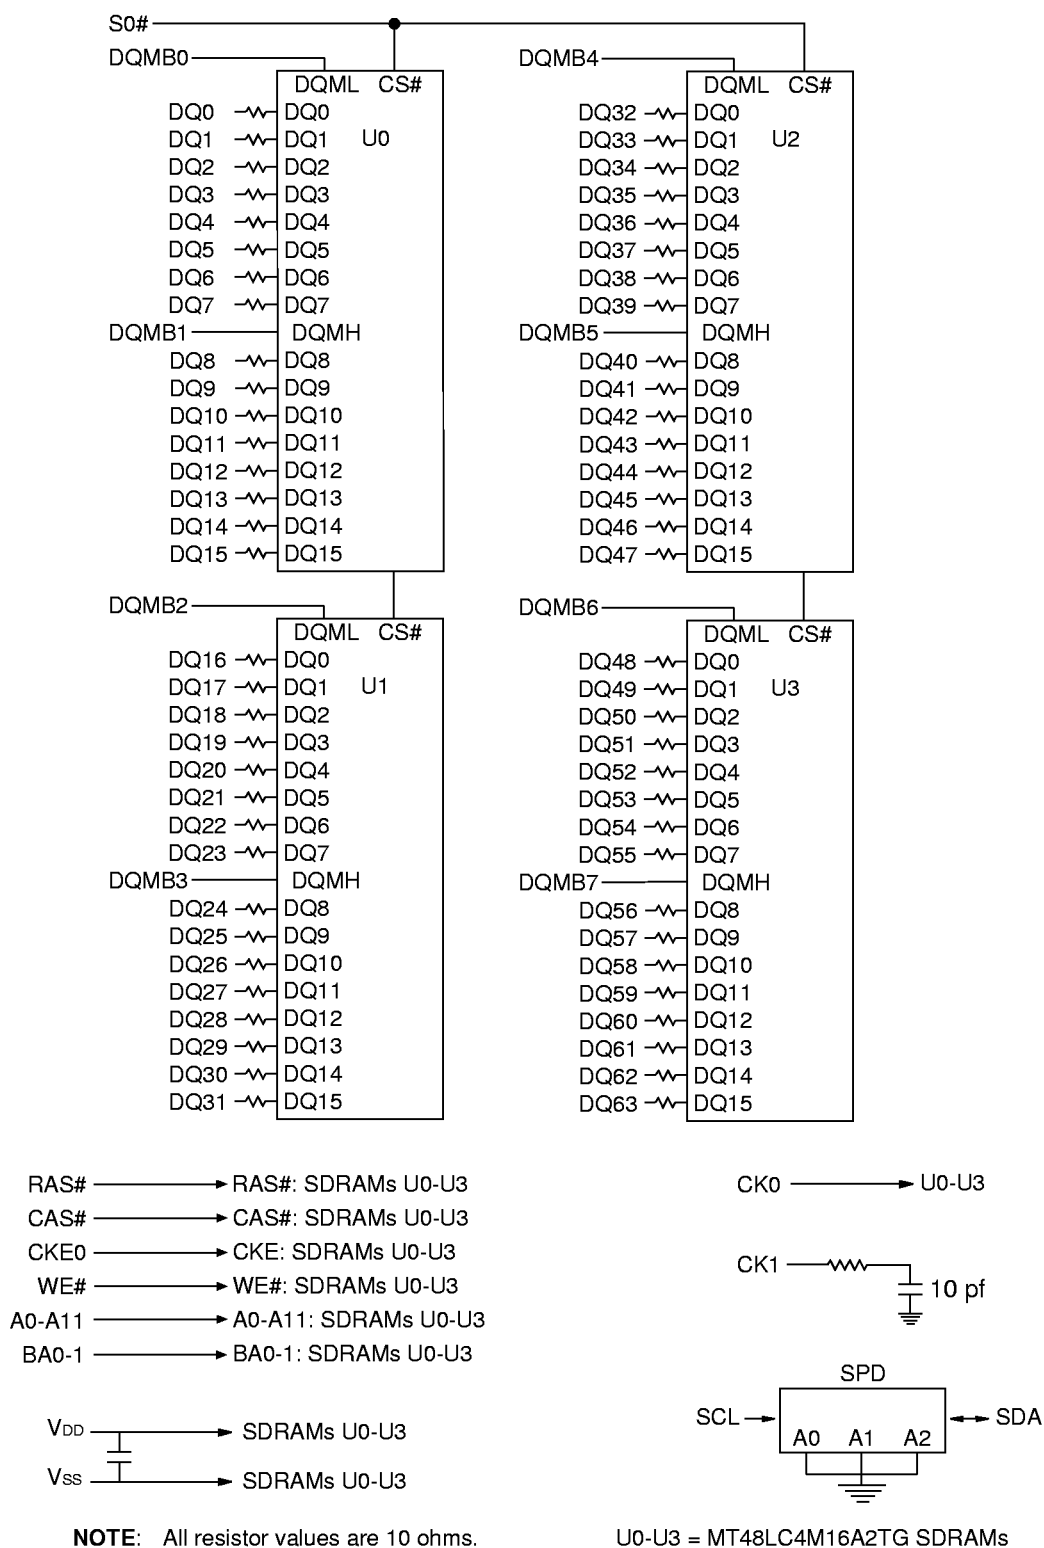 S0#
DQMB0
DQML CS#
DQ0 DQ0
DQ1 DQ1 U0
DQ2 DQ2
DQ3 DQ3
DQ4 DQ4
DQ5 DQ5
DQ6 DQ6
DQ7 DQ7
DQMB1 DQMH
DQ8 DQ8
DQ9 DQ9
DQ10 DQ10
DQ11 DQ11
DQ12 DQ12
DQ13 DQ13
DQ14 DQ14
DQ15 DQ15
DQMB2
DQML CS#
DQ16 DQ0
DQ17 DQ1 U1
DQ18 DQ2
DQ19 DQ3
DQ20 DQ4
DQ21 DQ5
DQ22 DQ6
DQ23 DQ7
DQMB3 DQMH
DQ24 DQ8
DQ25 DQ9
DQ26 DQ10
DQ27 DQ11
DQ28 DQ12
DQ29 DQ13
DQ30 DQ14
DQ31 DQ15
DQMB4
DQML CS#
DQ32 DQ0
DQ33 DQ1 U2
DQ34 DQ2
DQ35 DQ3
DQ36 DQ4
DQ37 DQ5
DQ38 DQ6
DQ39 DQ7
DQMB5 DQMH
DQ40 DQ8
DQ41 DQ9
DQ42 DQ10
DQ43 DQ11
DQ44 DQ12
DQ45 DQ13
DQ46 DQ14
DQ47 DQ15
DQMB6
DQML CS#
DQ48 DQ0
DQ49 DQ1 U3
DQ50 DQ2
DQ51 DQ3
DQ52 DQ4
DQ53 DQ5
DQ54 DQ6
DQ55 DQ7
DQMB7 DQMH
DQ56 DQ8
DQ57 DQ9
DQ58 DQ10
DQ59 DQ11
DQ60 DQ12
DQ61 DQ13
DQ62 DQ14
DQ63 DQ15
RAS# RAS#: SDRAMs U0-U3
CAS# CAS#: SDRAMs U0-U3
CKE0 CKE: SDRAMs U0-U3
WE# WE#: SDRAMs U0-U3
A0-A11 A0-A11: SDRAMs U0-U3
BA0-1 BA0-1: SDRAMs U0-U3
VDD SDRAMs U0-U3
VSS SDRAMs U0-U3
CK0 U0-U3
CK1
10 pf
SPD
SCL SDA
A0 A1 A2
NOTE: All resistor values are 10 ohms.
U0-U3 = MT48LC4M16A2TG SDRAMs